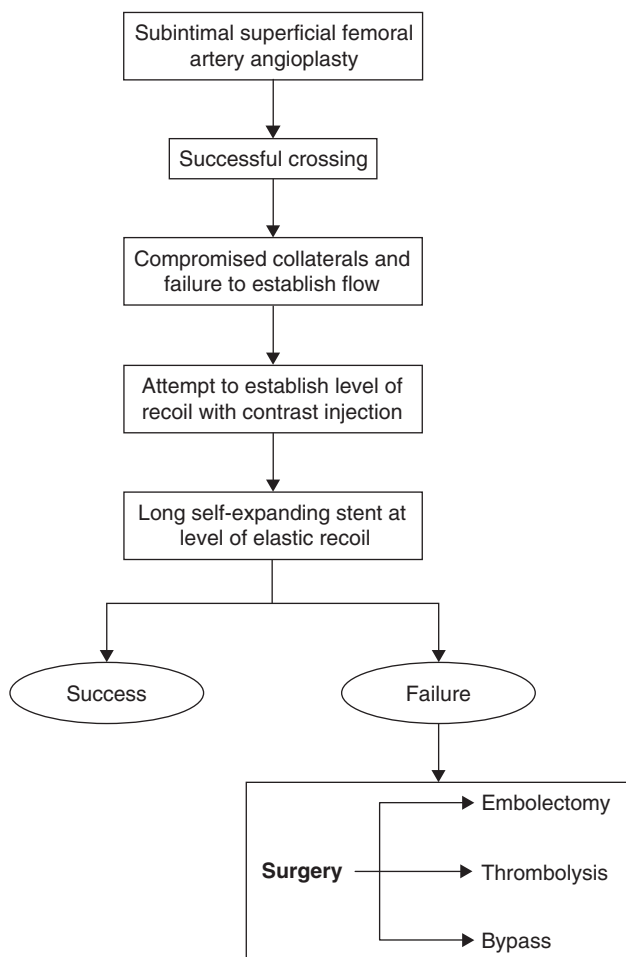 Subintimal superficial femoral
artery angioplasty
Successful crossing
Compromised collaterals and
failure to establish flow
Attempt to establish level of
recoil with contrast injection
Long self-expanding stent at
level of elastic recoil
Success
Failure
Embolectomy
Surgery
Thrombolysis
Bypass